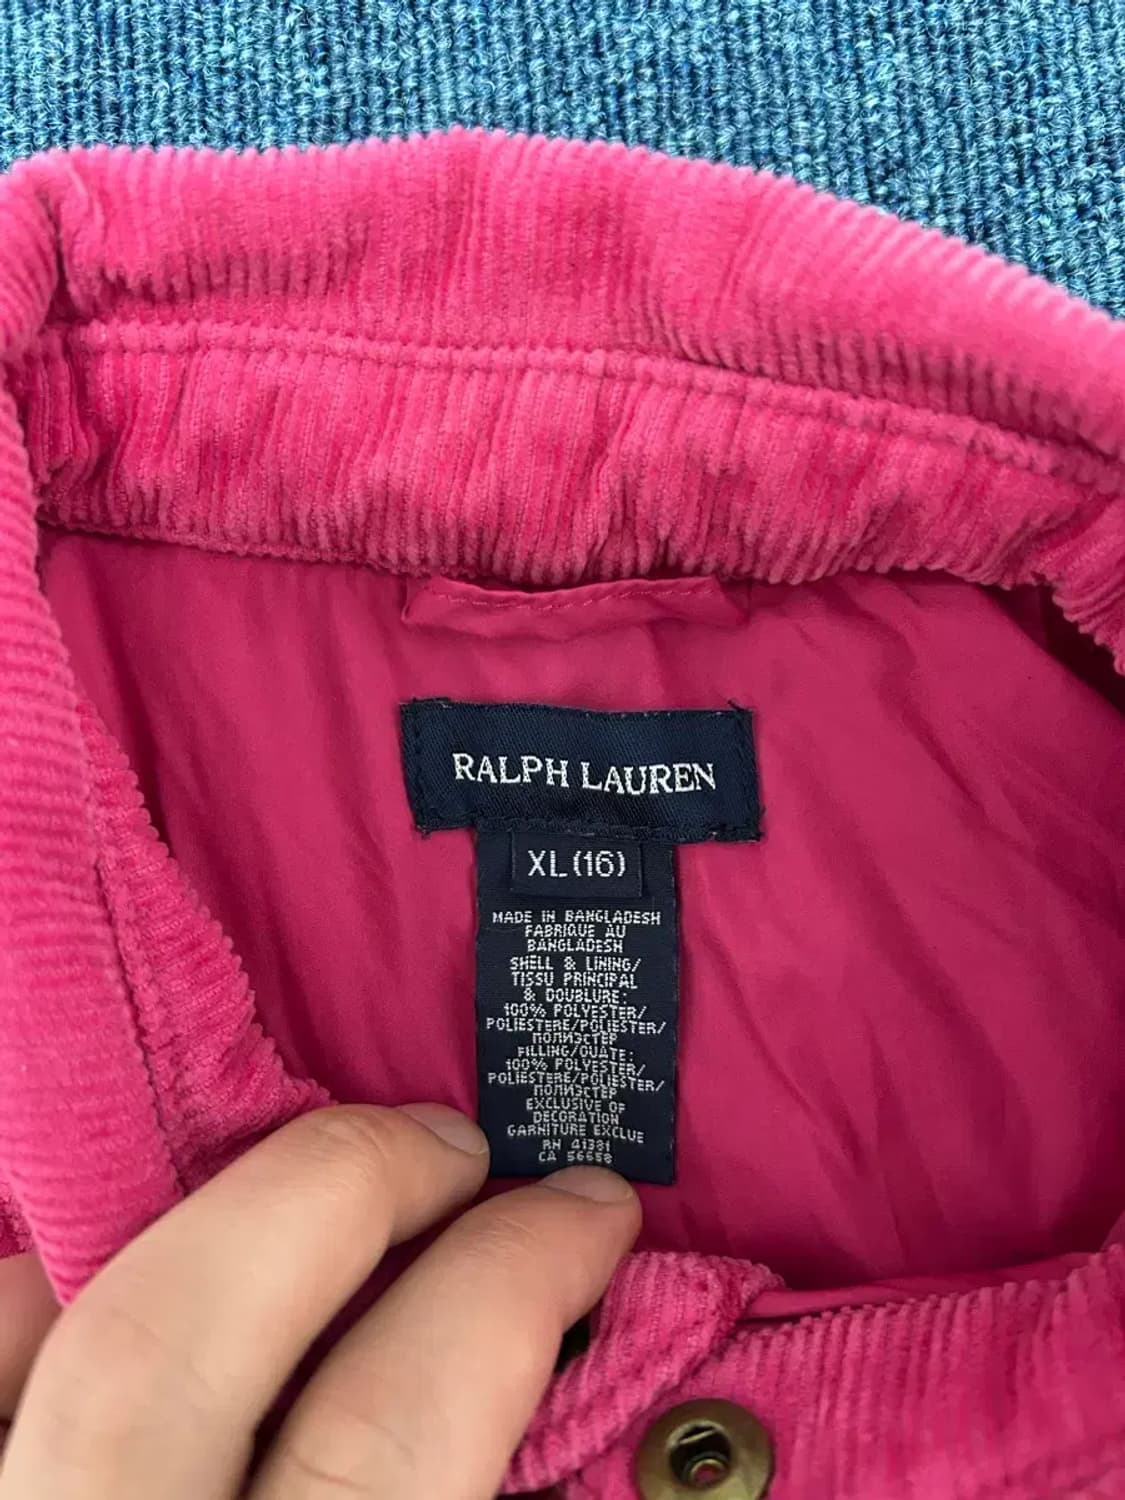 RALPH LAUREN
XL (16)
MADE IN BANGLADESH
FABRIQUE AU
BANGLADESH
SHELL & LINING/
TISSU PRINCIPAL
& DOUBLURE:
100% POLYESTER/
POLIESTERE/POLIESTER/
ПОЛИЭСТЕР
FILLING/OUATE:
100% POLYESTER/
POLIESTERE/POLIESTER/
ПОЛИЭСТЕР
EXCLUSIVE OF
DECORATION
GARNITURE EXCLUE
RN 41381
CA 56658